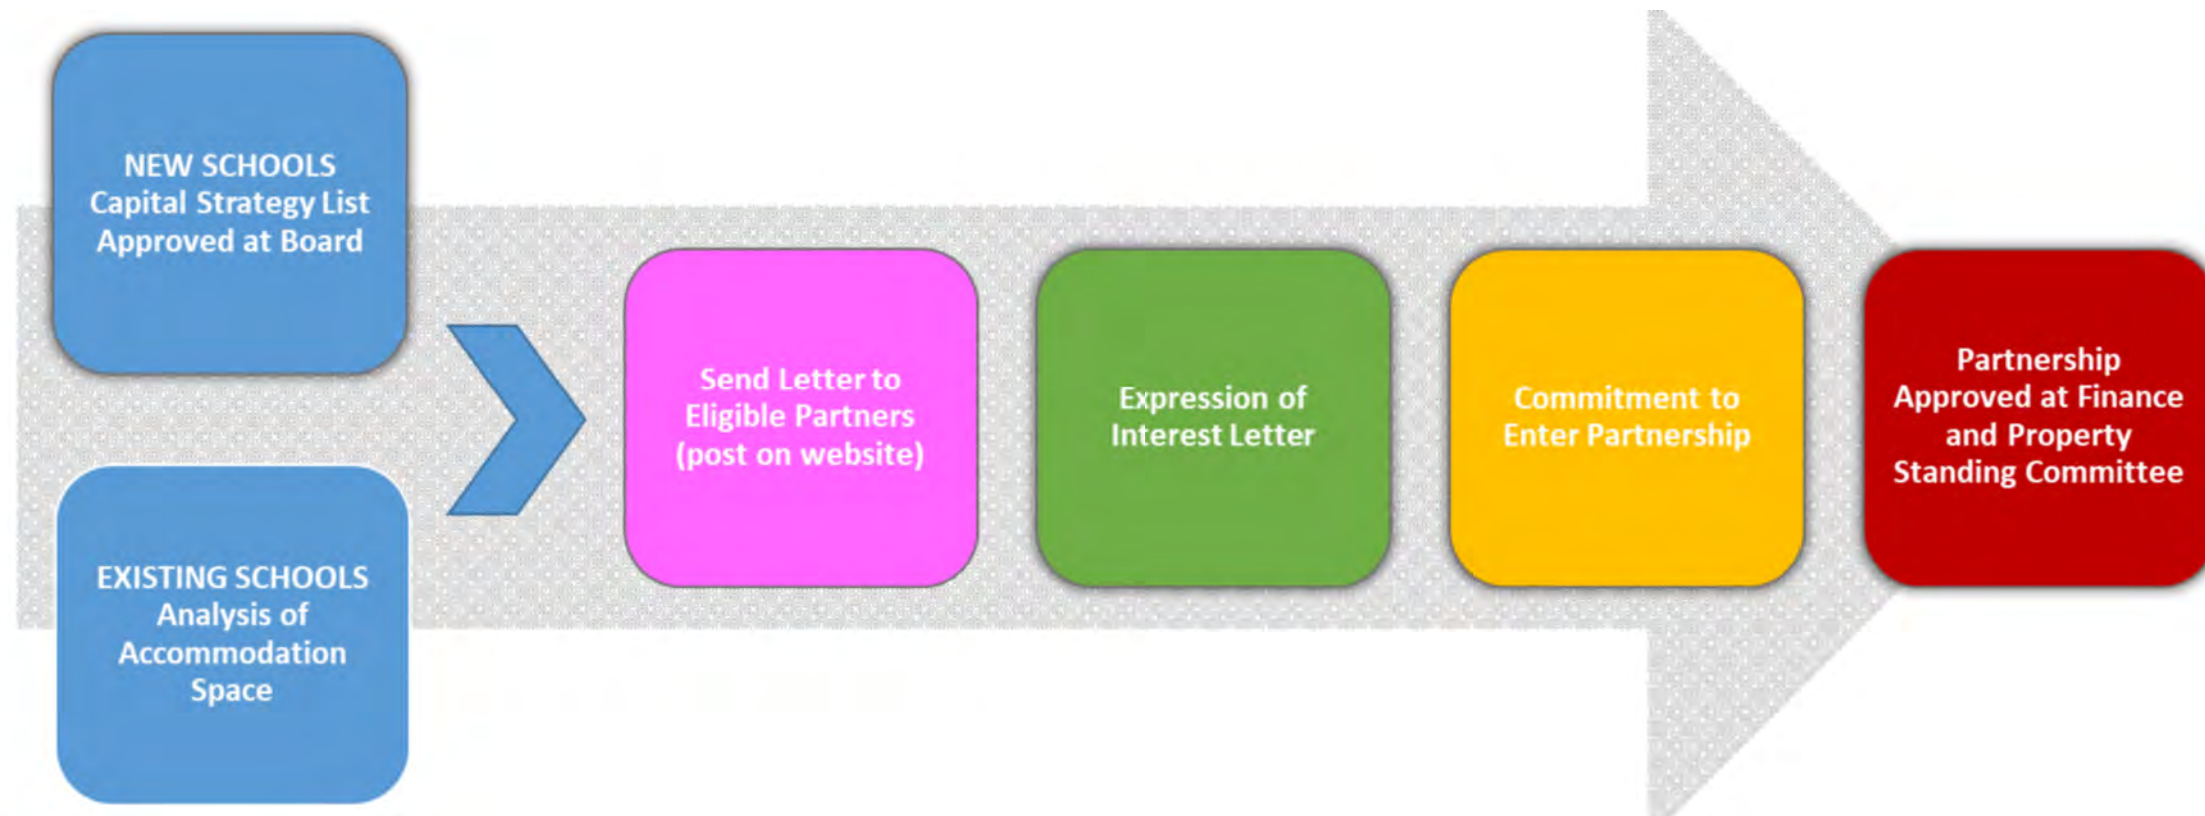 NEW SCHOOLS
Capital Strategy List
Approved at Board
EXISTING SCHOOLS
Analysis of
Accommodation
Space
Send Letter to
Eligible Partners
(post on website)
Expression of
Interest Letter
Commitment to
Enter Partnership
Partnership
Approved at Finance
and Property
Standing Committee